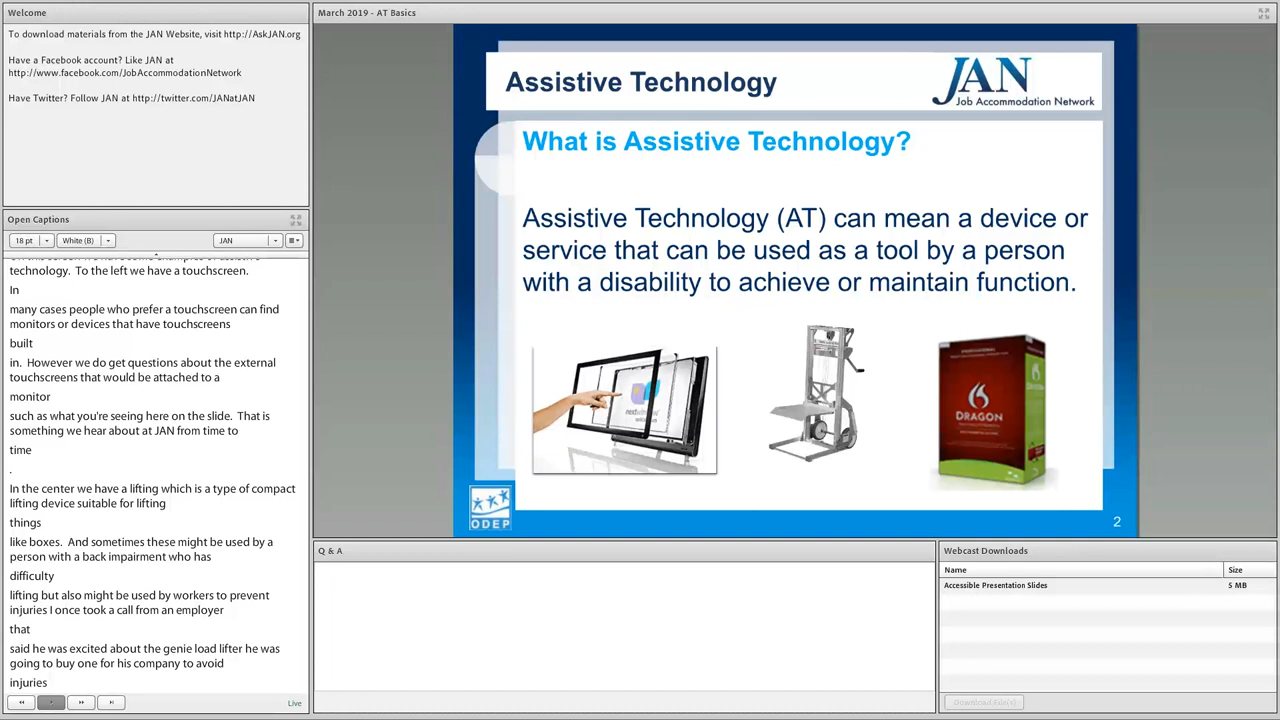 Welcome
To download materials from the JAN Website, visit http://AskJAN.org
Have a Facebook account? Like JAN at
http://www.facebook.com/JobAccommodationNetwork
Have Twitter? Follow JAN at http://twitter.com/JANatJAN
Open Captions
18 pt
White (B)
JAN
technology. To the left we have a touchscreen.
In
many cases people who prefer a touchscreen can find
monitors or devices that have touchscreens
built
in. However we do get questions about the external
touchscreens that would be attached to a
monitor
such as what you're seeing here on the slide. That is
something we hear about at JAN from time to
time
.
In the center we have a lifting which is a type of compact
lifting device suitable for lifting
things
like boxes. And sometimes these might be used by a
person with a back impairment who has
difficulty
lifting but also might be used by workers to prevent
injuries I once took a call from an employer
that
said he was excited about the genie load lifter he was
going to buy one for his company to avoid
injuries
Live
March 2019 - AT Basics
Assistive Technology
JAN
Job Accommodation Network
What is Assistive Technology?
Assistive Technology (AT) can mean a device or
service that can be used as a tool by a person
with a disability to achieve or maintain function.
nextwindow
DRAGON
ODEP
2
Q & A
Webcast Downloads
Name
Size
Accessible Presentation Slides
5 MB
Download File(s)